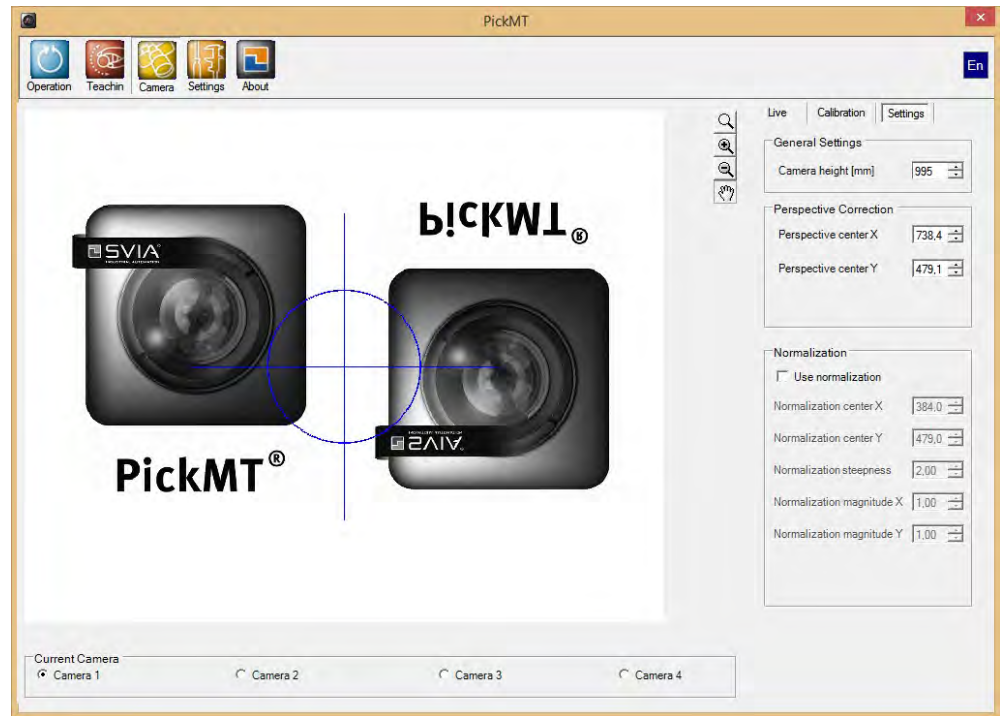 PickMT
Operation
Teachin
Camera
Settings
About
En
Live
Calibration
Settings
General Settings
Camera height [mm]
995
Perspective Correction
Perspective center X
738,4
Perspective center Y
479,1
Normalization
Use normalization
Normalization center X
384,0
Normalization center Y
479,0
Normalization steepness
2,00
Normalization magnitude X
1,00
Normalization magnitude Y
1,00
SVIA
PickMT®
PickMT®
SVIA
Current Camera
Camera 1
Camera 2
Camera 3
Camera 4